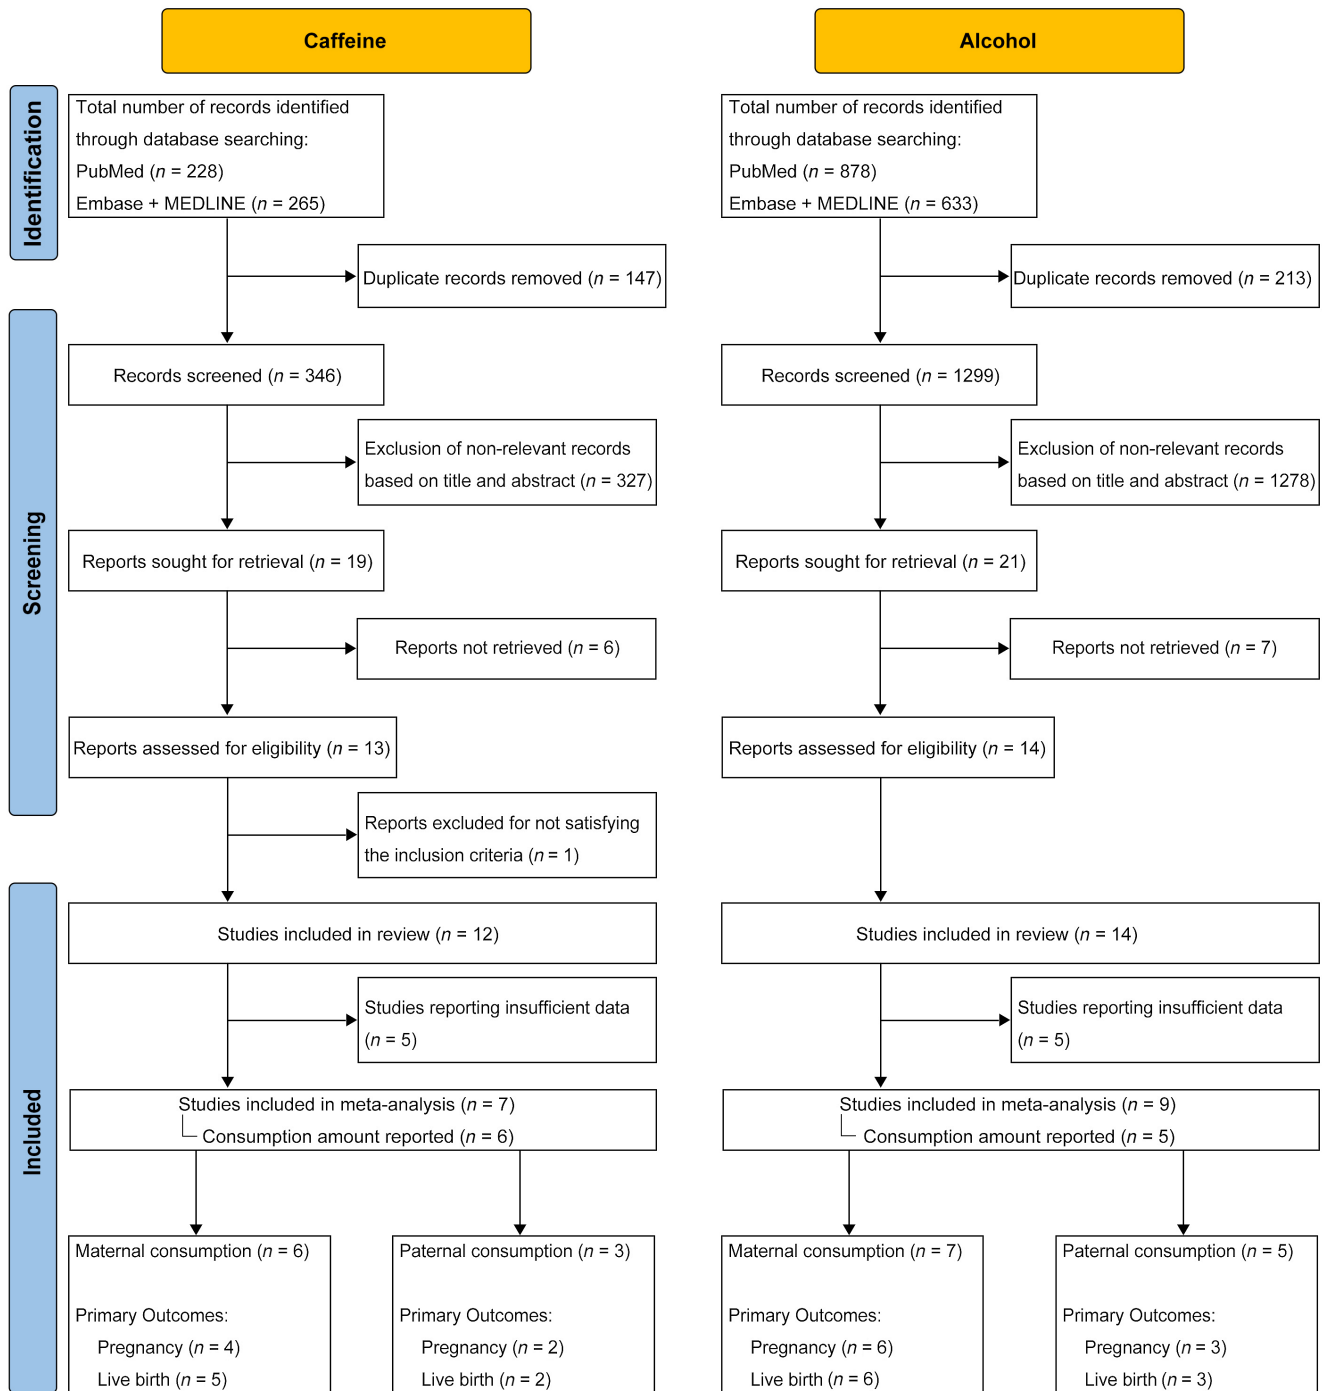 Caffeine
Alcohol
Identification
Total number of records identified
through database searching:
PubMed (n = 228)
Embase + MEDLINE (n = 265)
Total number of records identified
through database searching:
PubMed (n = 878)
Embase + MEDLINE (n = 633)
Duplicate records removed (n = 147)
Duplicate records removed (n = 213)
Screening
Records screened (n = 346)
Records screened (n = 1299)
Exclusion of non-relevant records
based on title and abstract (n = 327)
Exclusion of non-relevant records
based on title and abstract (n = 1278)
Reports sought for retrieval (n = 19)
Reports sought for retrieval (n = 21)
Reports not retrieved (n = 6)
Reports not retrieved (n = 7)
Reports assessed for eligibility (n = 13)
Reports assessed for eligibility (n = 14)
Reports excluded for not satisfying
the inclusion criteria (n = 1)
Included
Studies included in review (n = 12)
Studies included in review (n = 14)
Studies reporting insufficient data
(n = 5)
Studies reporting insufficient data
(n = 5)
Studies included in meta-analysis (n = 7)
Consumption amount reported (n = 6)
Studies included in meta-analysis (n = 9)
Consumption amount reported (n = 5)
Maternal consumption (n = 6)
Primary Outcomes:
Pregnancy (n = 4)
Live birth (n = 5)
Paternal consumption (n = 3)
Primary Outcomes:
Pregnancy (n = 2)
Live birth (n = 2)
Maternal consumption (n = 7)
Primary Outcomes:
Pregnancy (n = 6)
Live birth (n = 6)
Paternal consumption (n = 5)
Primary Outcomes:
Pregnancy (n = 3)
Live birth (n = 3)